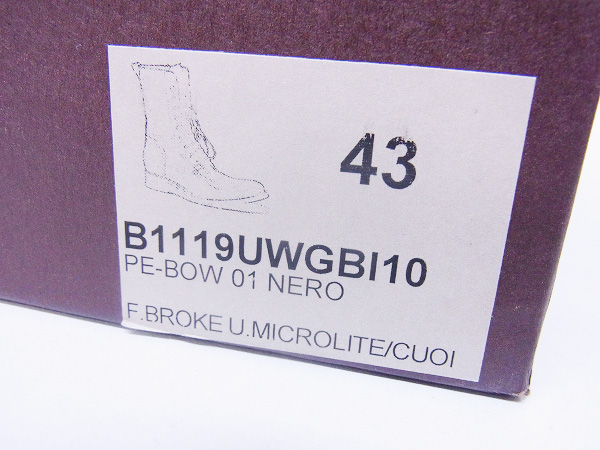 43
B1119UWGBI10
PE-BOW 01 NERO
F.BROKE U.MICROLITE/CUOI